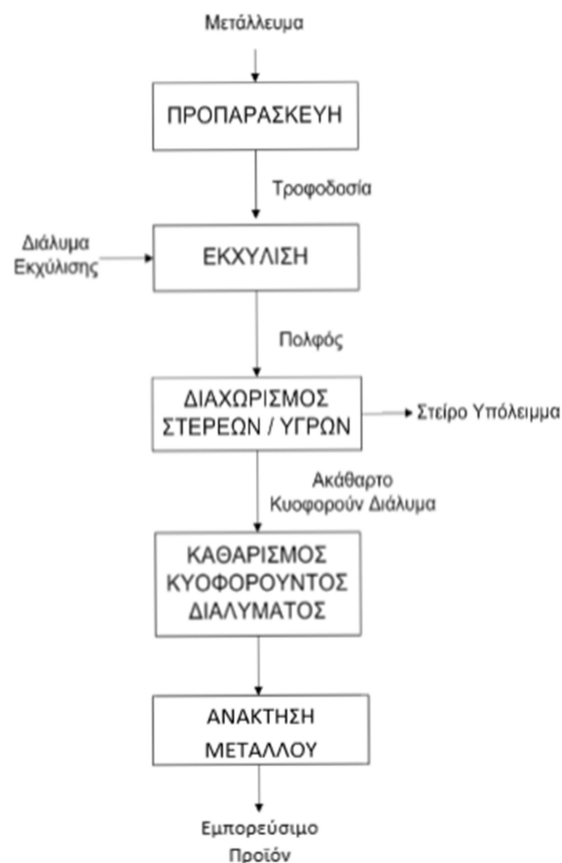 Μετάλλευμα
ΠΡΟΠΑΡΑΣΚΕΥΗ
Τροφοδοσία
Διάλυμα
Εκχύλισης
ΕΚΧΥΛΙΣΗ
Πολφός
ΔΙΑΧΩΡΙΣΜΟΣ
ΣΤΕΡΕΩΝ / ΥΓΡΩΝ
Στείρο Υπόλειμμα
Ακάθαρτο
Κυοφορούν Διάλυμα
ΚΑΘΑΡΙΣΜΟΣ
ΚΥΟΦΟΡΟΥΝΤΟΣ
ΔΙΑΛΥΜΑΤΟΣ
ΑΝΑΚΤΗΣΗ
ΜΕΤΑΛΛΟΥ
Εμπορεύσιμο
Προϊόν